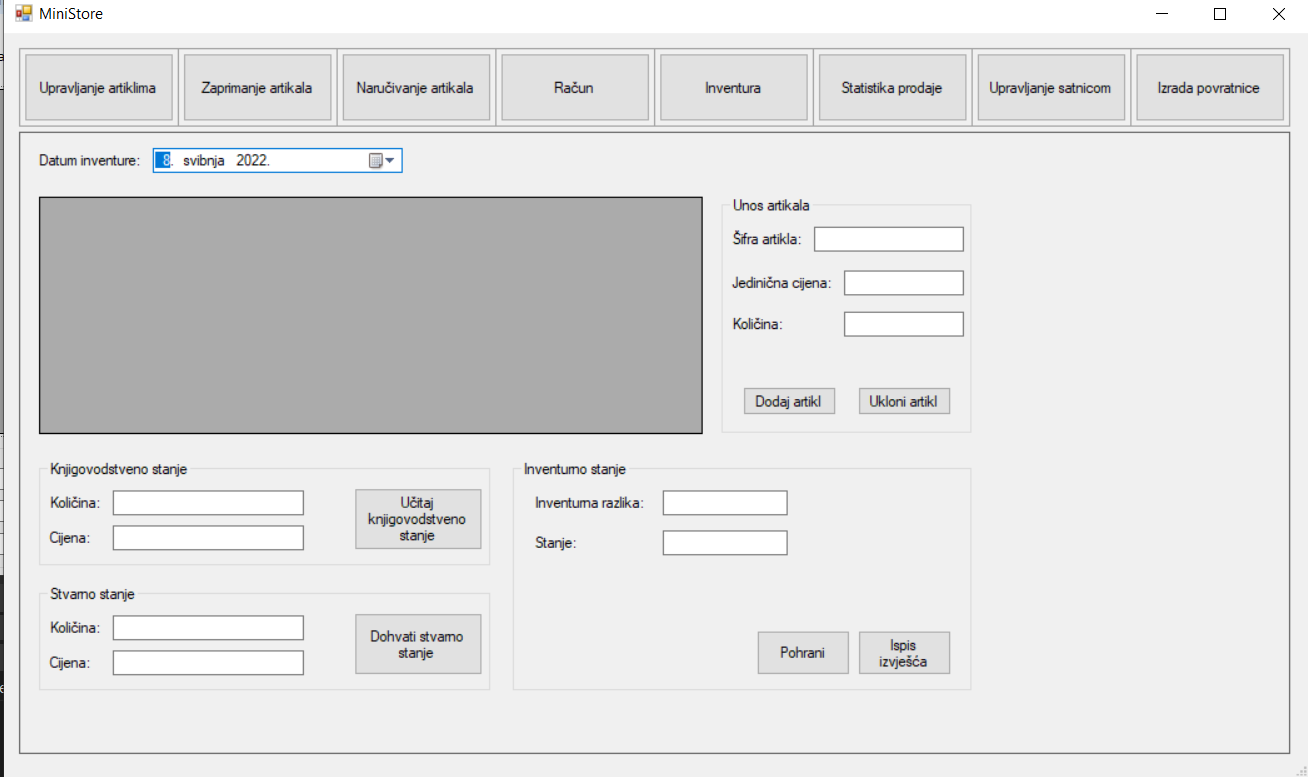 MiniStore
Upravljanje artiklima
Zaprimanje artikala
Naručivanje artikala
Račun
Inventura
Statistika prodaje
Upravljanje satnicom
Izrada povratnice
Datum inventure: 8. svibnja 2022.
Unos artikala
Šifra artikla:
Jedinična cijena:
Količina:
Dodaj artikl
Ukloni artikl
Knjigovodstveno stanje
Količina:
Cijena:
Učitaj
knjigovodstveno
stanje
Stvarno stanje
Količina:
Cijena:
Dohvati stvarno
stanje
Inventurno stanje
Inventurna razlika:
Stanje:
Pohrani
Ispis
izvješća